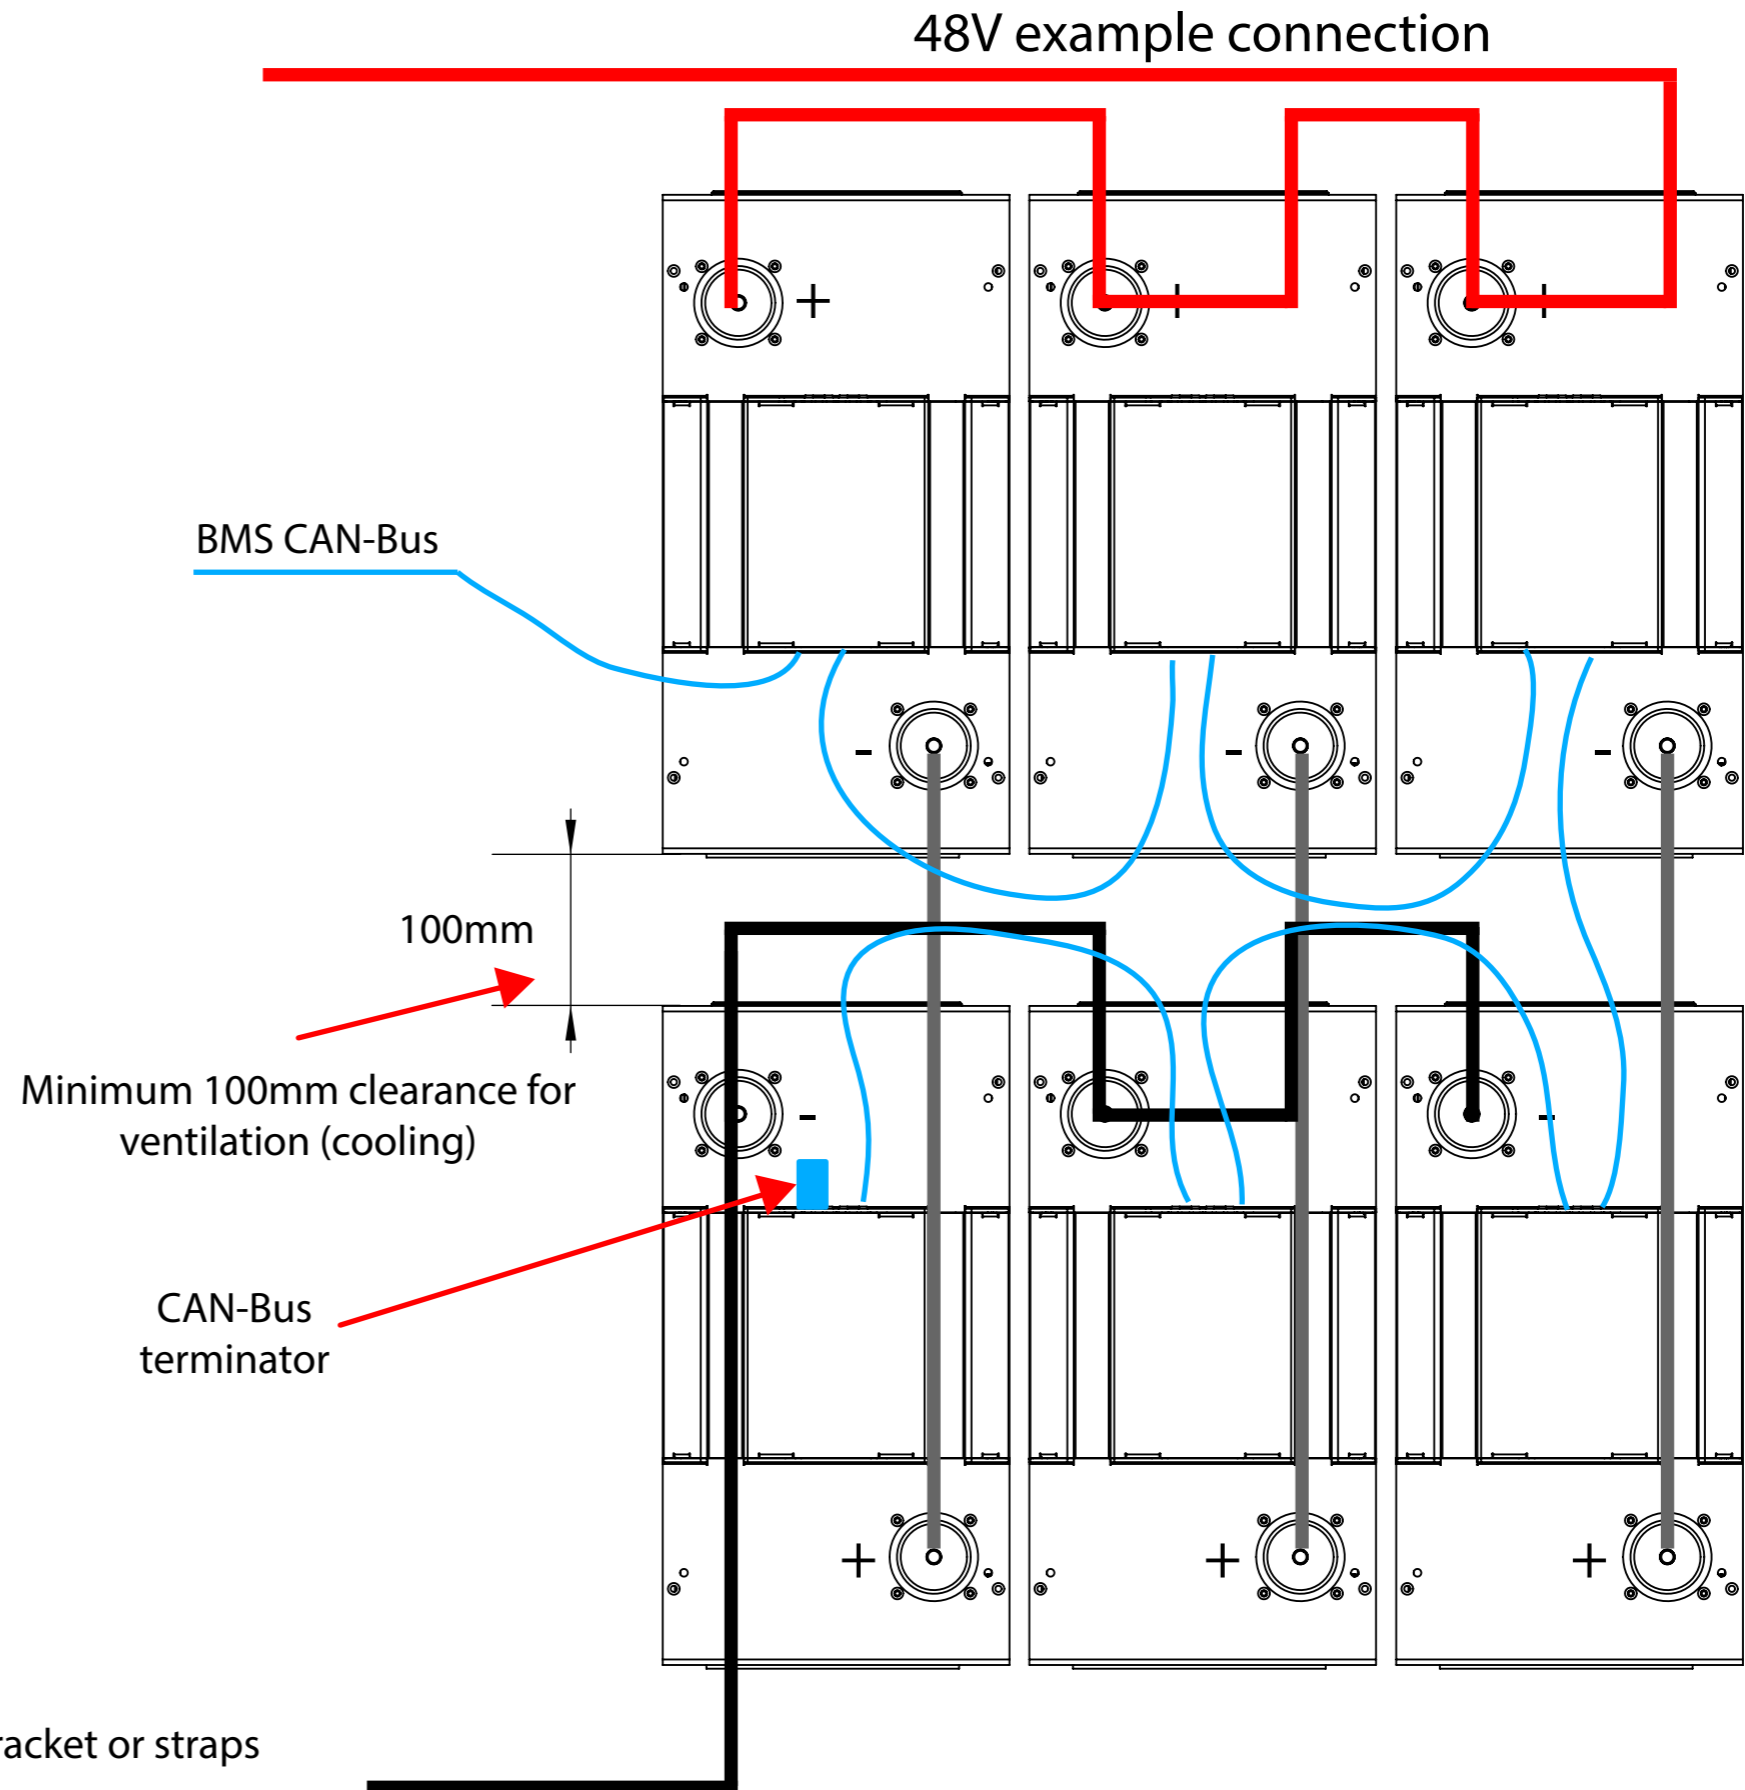 48V example connection
+
+
+
BMS CAN-Bus
-
-
-
100mm
Minimum 100mm clearance for
ventilation (cooling)
-
-
CAN-Bus
terminator
+
+
+
racket or straps